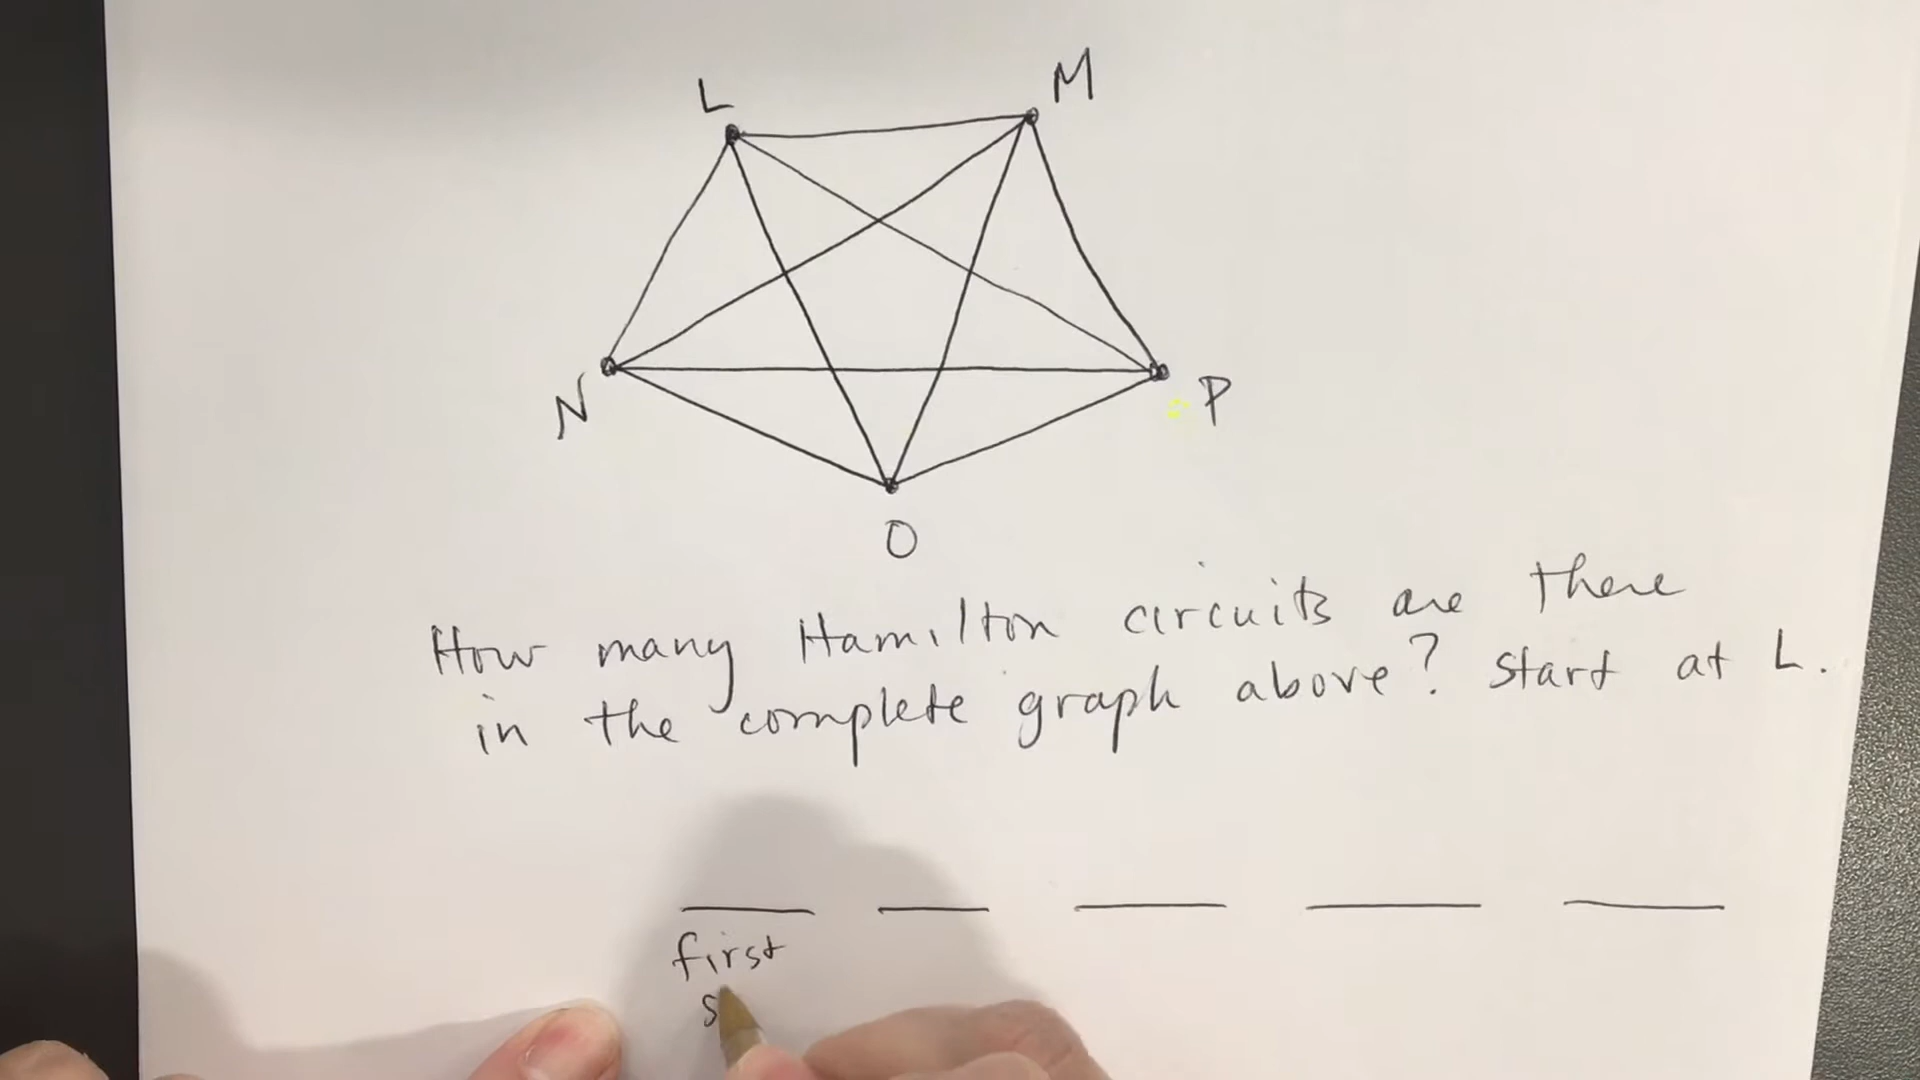 L
M
N
P
O
How many Hamilton circuits are there
in the complete graph above? Start at L.
first
S